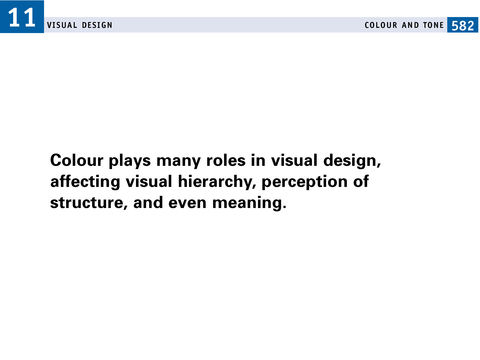 11 VISUAL DESIGN COLOUR AND TONE 582
Colour plays many roles in visual design,
affecting visual hierarchy, perception of
structure, and even meaning.